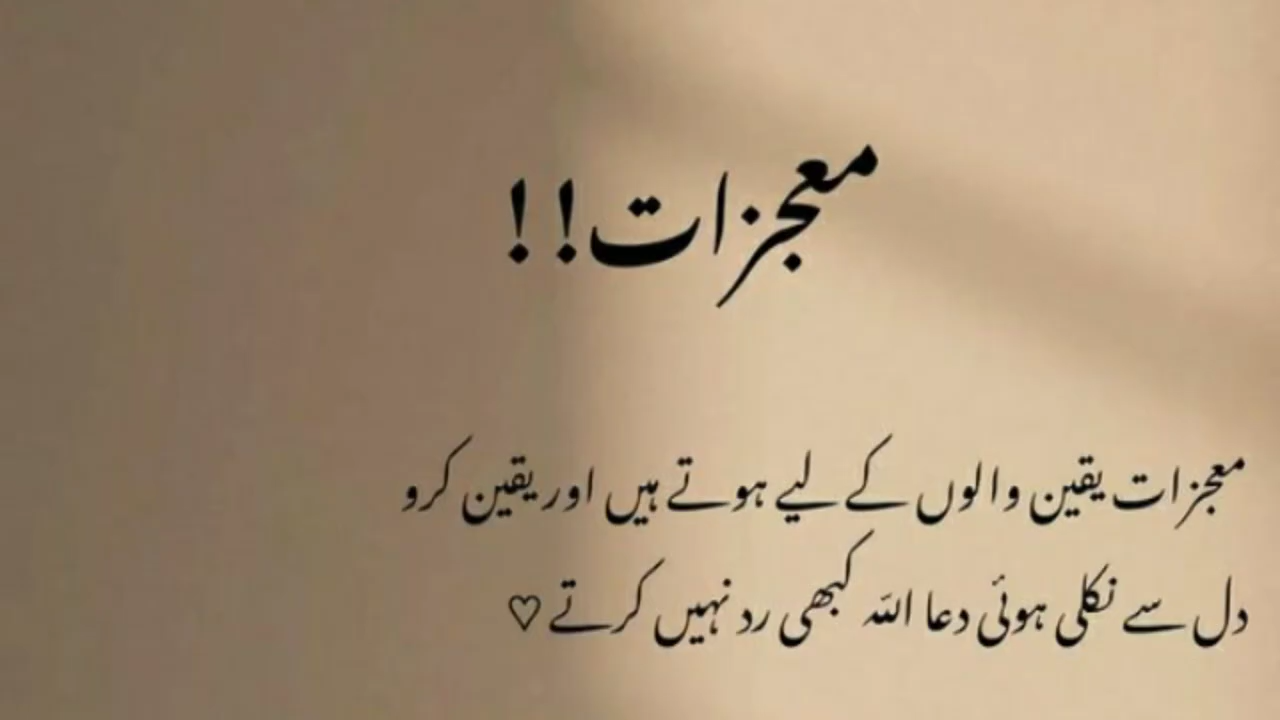 معجزات!!
معجزات یقین والوں کے لیے ہوتے ہیں اور یقین کرو
دل سے نکلی ہوئی دعا اللہ کبھی رد نہیں کرتے ♡